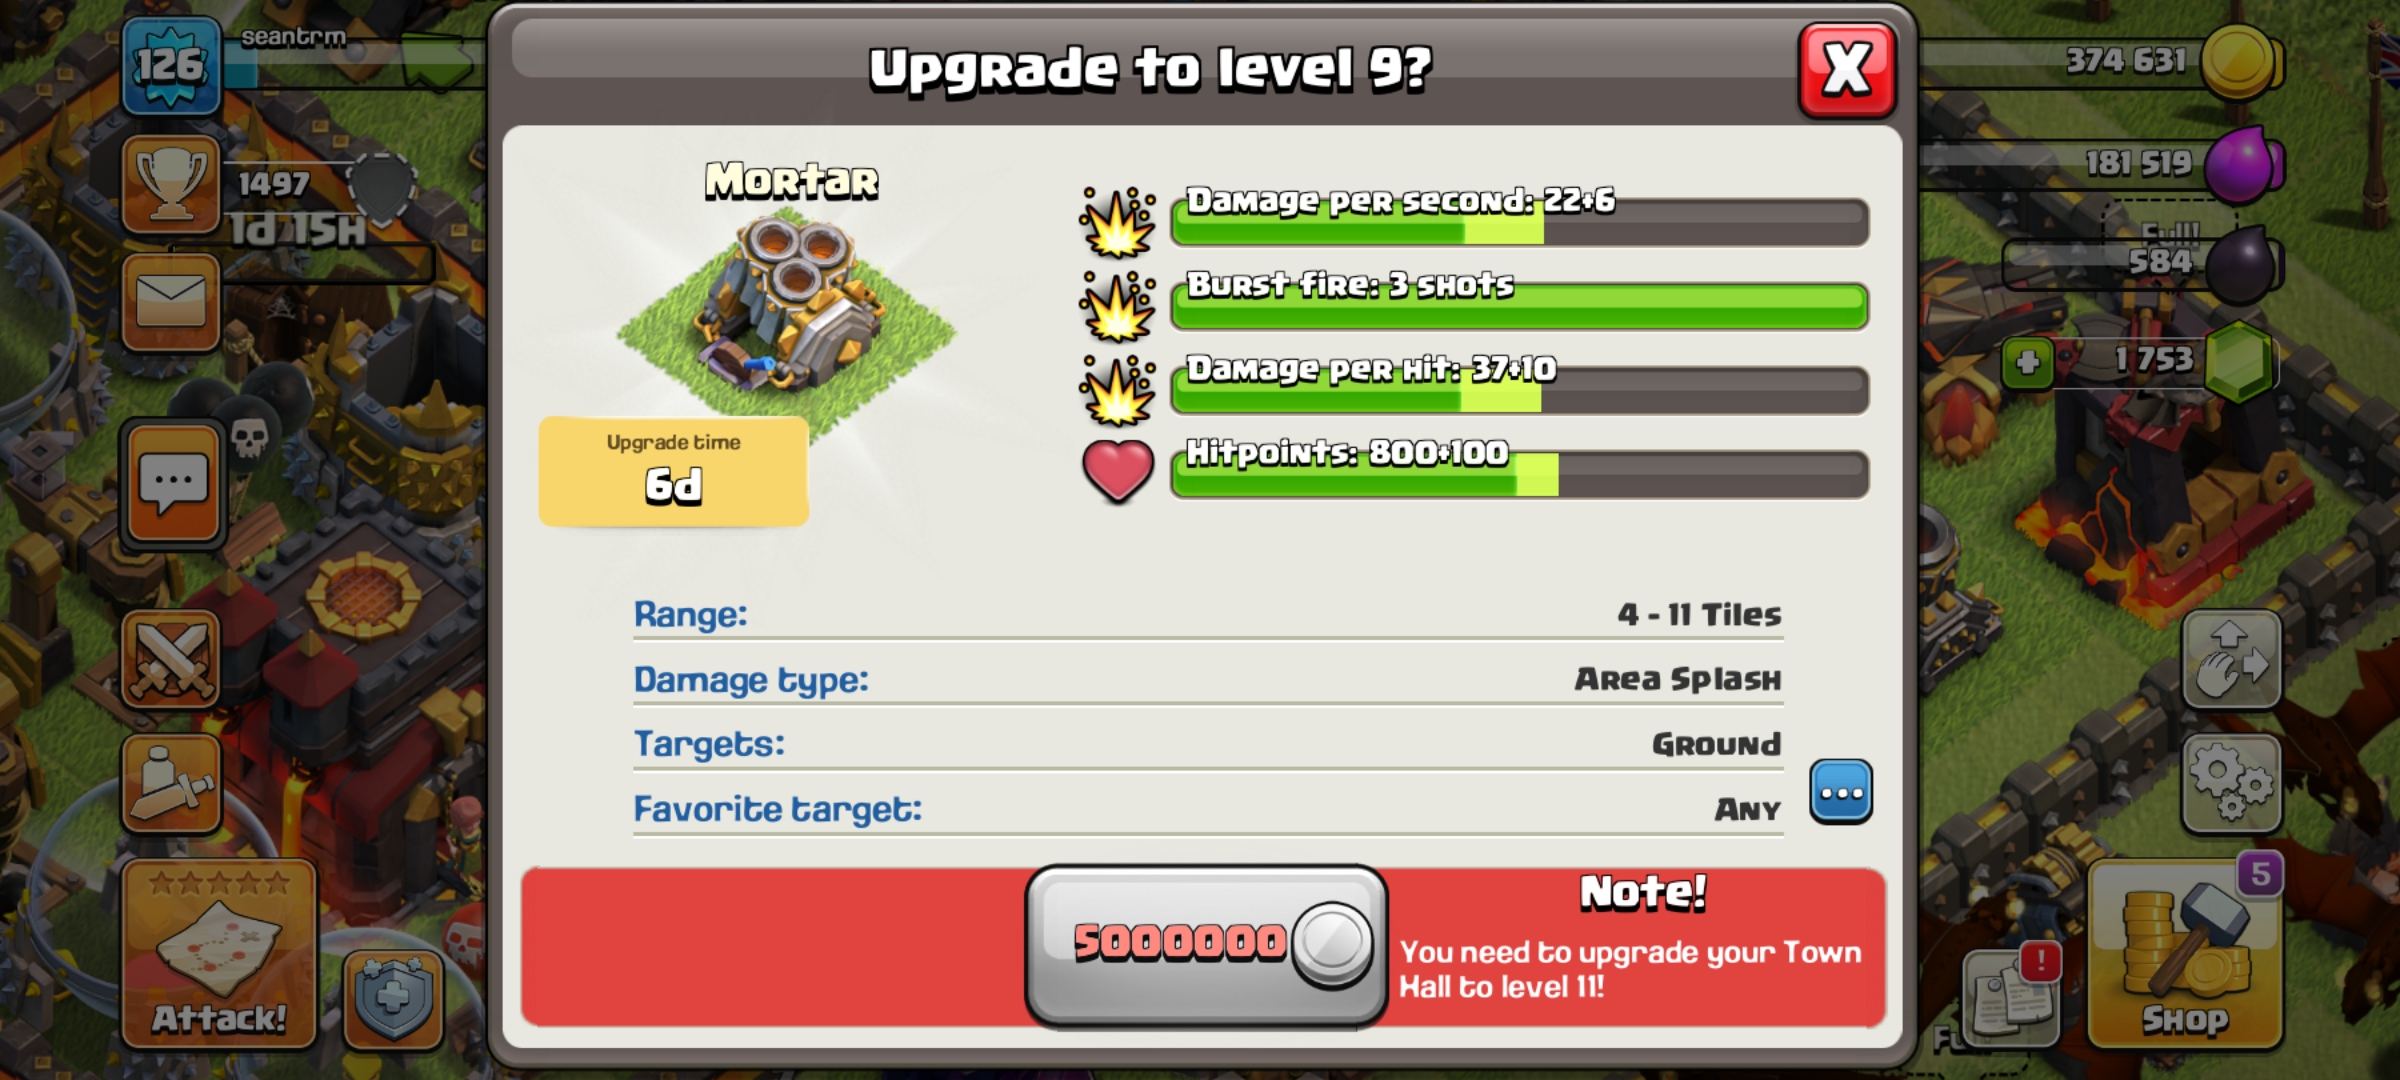 126
seantrm
1497
1d 15H
Attack!
Upgrade to level 9?
X
Mortar
Upgrade time
6d
Damage per second: 22+6
Burst fire: 3 shots
Damage per hit: 37+10
Hitpoints: 800+100
Range: 4 - 11 Tiles
Damage type: Area Splash
Targets: Ground
Favorite target: Any
5000000
Note!
You need to upgrade your Town
Hall to level 11!
374 631
181 519
Full!
584
1 753
5
!
Shop